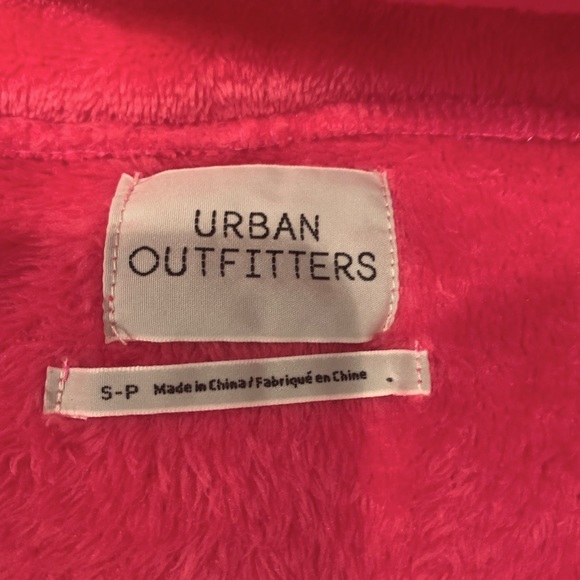 URBAN
OUTFITTERS
S-P Made in China / Fabriqué en Chine